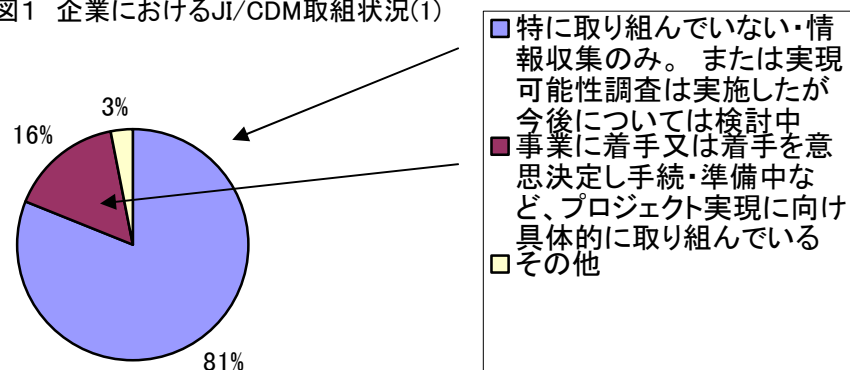 図1 企業におけるJI/CDM取組状況(1)
3%
16%
81%
特に取り組んでいない・情
報収集のみ。 または実現
可能性調査は実施したが
今後については検討中
事業に着手又は着手を意
思決定し手続・準備中な
ど、プロジェクト実現に向け
具体的に取り組んでいる
その他